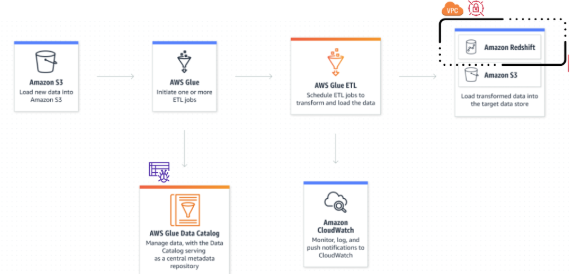 VPC
Amazon Redshift
Amazon S3
Load transformed data into
the target data store
Amazon S3
Load new data into
Amazon S3
AWS Glue
Initiate one or more
ETL jobs
AWS Glue ETL
Schedule ETL jobs to
transform and load the data
AWS Glue Data Catalog
Manage data, with the Data
Catalog serving
as a central metadata
repository
Amazon
CloudWatch
Monitor, log, and
push notifications to
CloudWatch